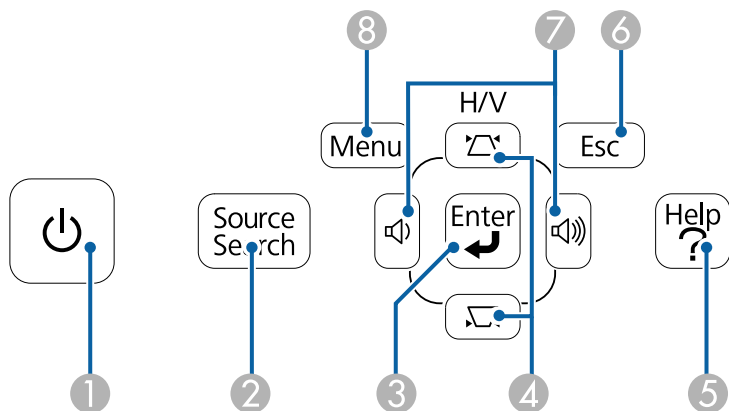 8 7 6
H/V
Menu Esc
Source
Search
Enter
Help
?
1 2 3 4 5